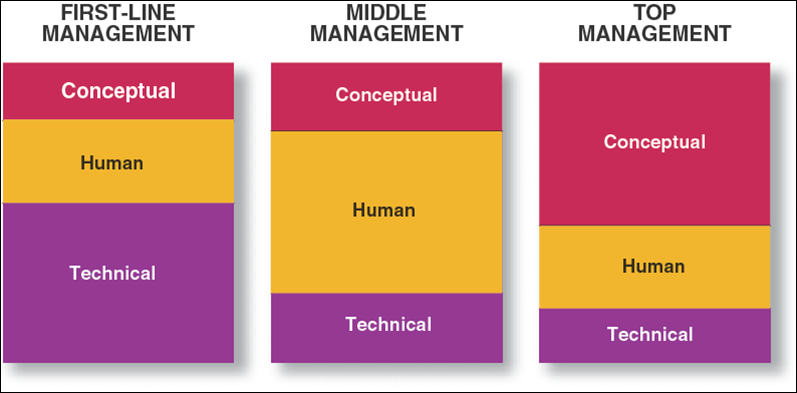 FIRST-LINE
MANAGEMENT
Conceptual
Human
Technical
MIDDLE
MANAGEMENT
Conceptual
Human
Technical
TOP
MANAGEMENT
Conceptual
Human
Technical